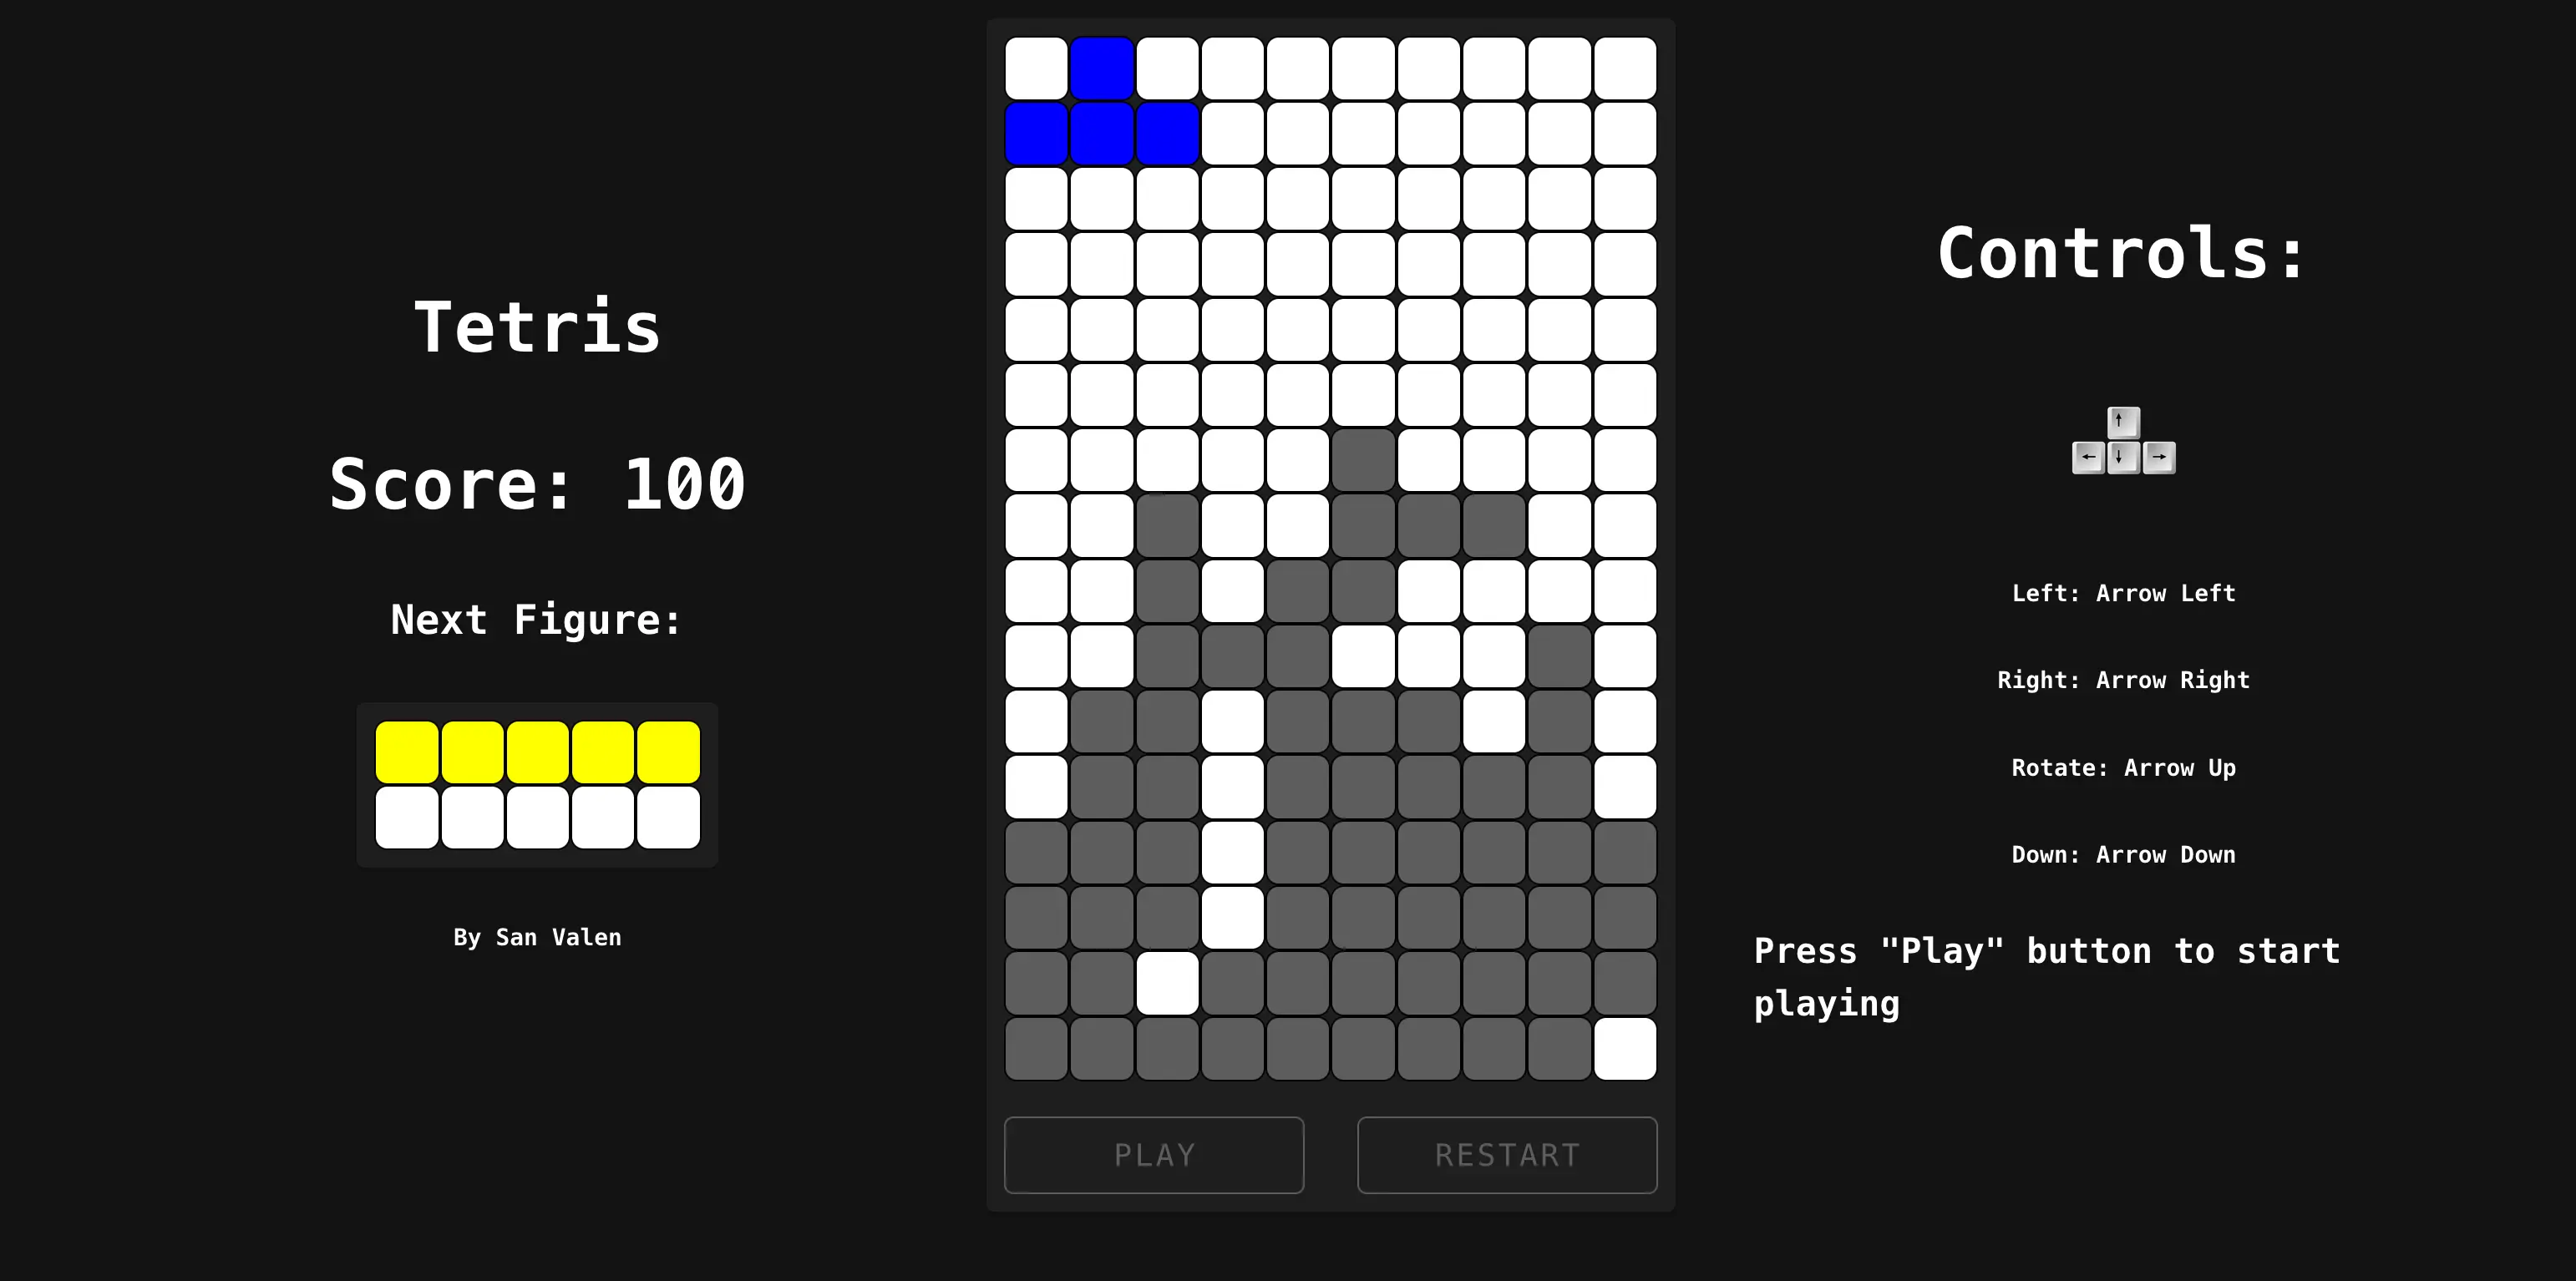 Tetris
Score: 100
Next Figure:
By San Valen
PLAY
RESTART
Controls:
↑
← ↓ →
Left: Arrow Left
Right: Arrow Right
Rotate: Arrow Up
Down: Arrow Down
Press "Play" button to start
playing